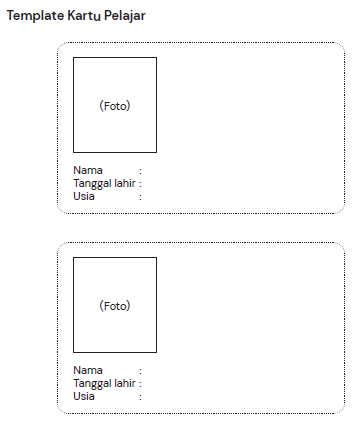 Template Kartu Pelajar
(Foto)
Nama :
Tanggal lahir :
Usia :
(Foto)
Nama :
Tanggal lahir :
Usia :